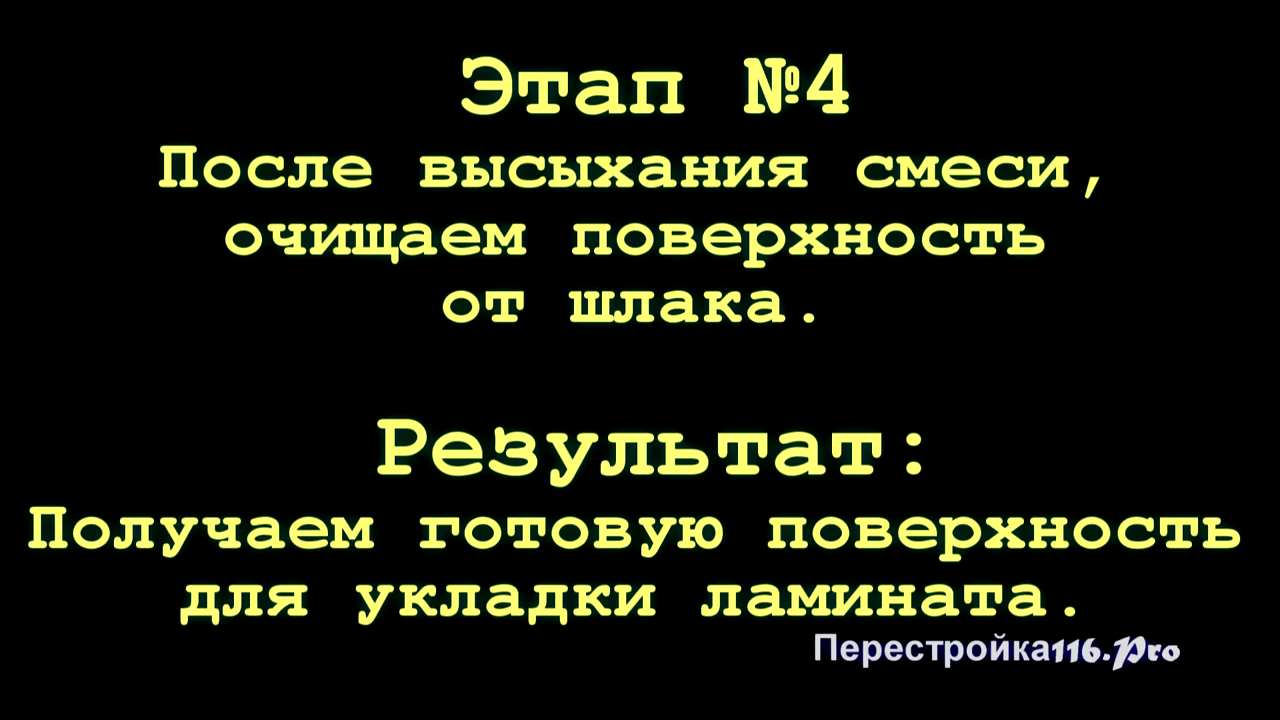 Этап №4
После высыхания смеси,
очищаем поверхность
от шлака.
Результат:
Получаем готовую поверхность
для укладки ламината.
Перестройка116.Pro